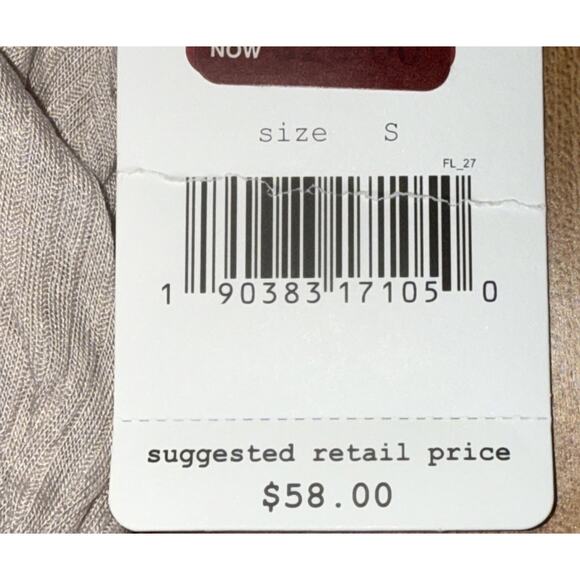 NOW
size S
FL_27
1 90383 17105 0
suggested retail price
$58.00